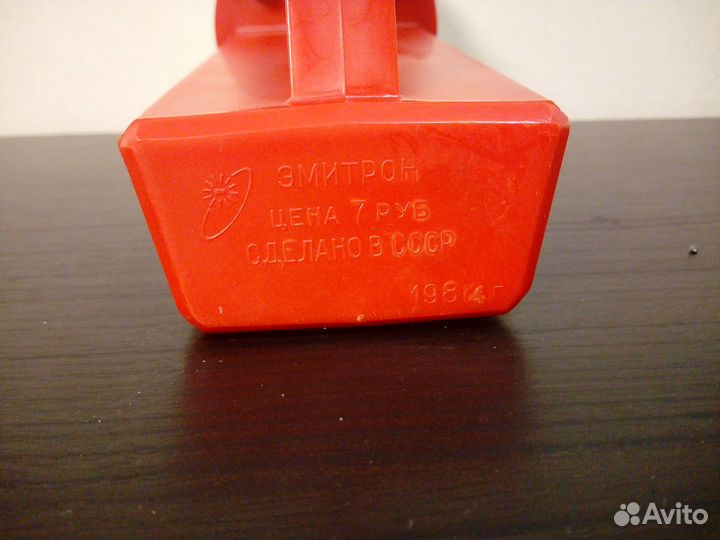 ЭМИТРОН
ЦЕНА 7 РУБ
СДЕЛАНО В СССР
1984 г
Avito